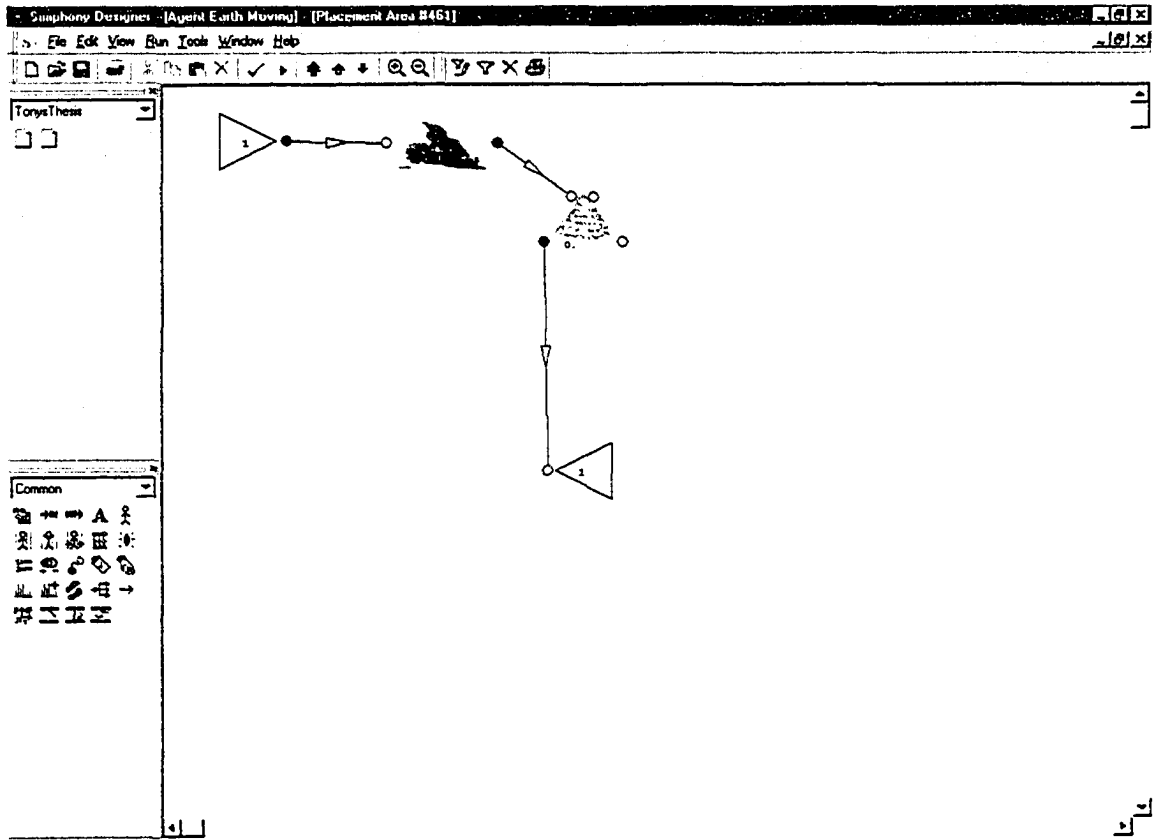 Simphony Designer - [Agent Earth Moving] - [Placement Area #461]
File Edit View Run Tools Window Help
TonysThesis
1
0.
1
Common
A